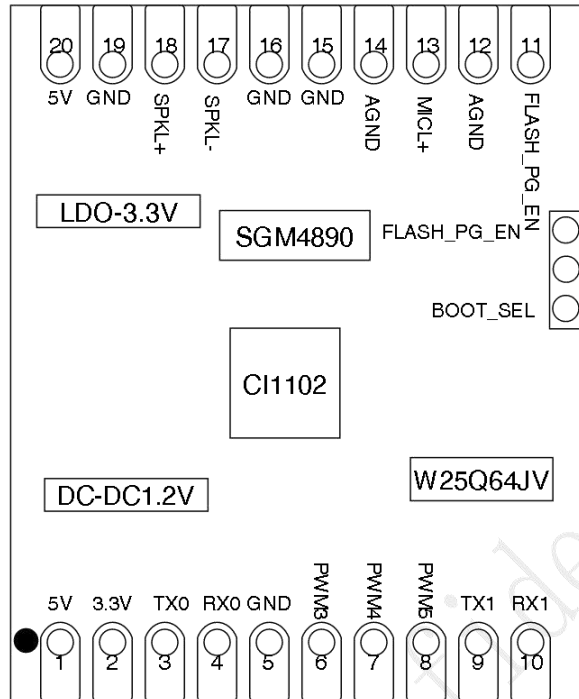 20 19 18 17 16 15 14 13 12 11
5V GND SPKL+ SPKL- GND GND AGND MICL+ AGND FLASH_PG_EN
LDO-3.3V
SGM4890
FLASH_PG_EN
BOOT_SEL
CI1102
DC-DC1.2V
W25Q64JV
5V 3.3V TX0 RX0 GND PWM3 PWM4 PWM5 TX1 RX1
1 2 3 4 5 6 7 8 9 10